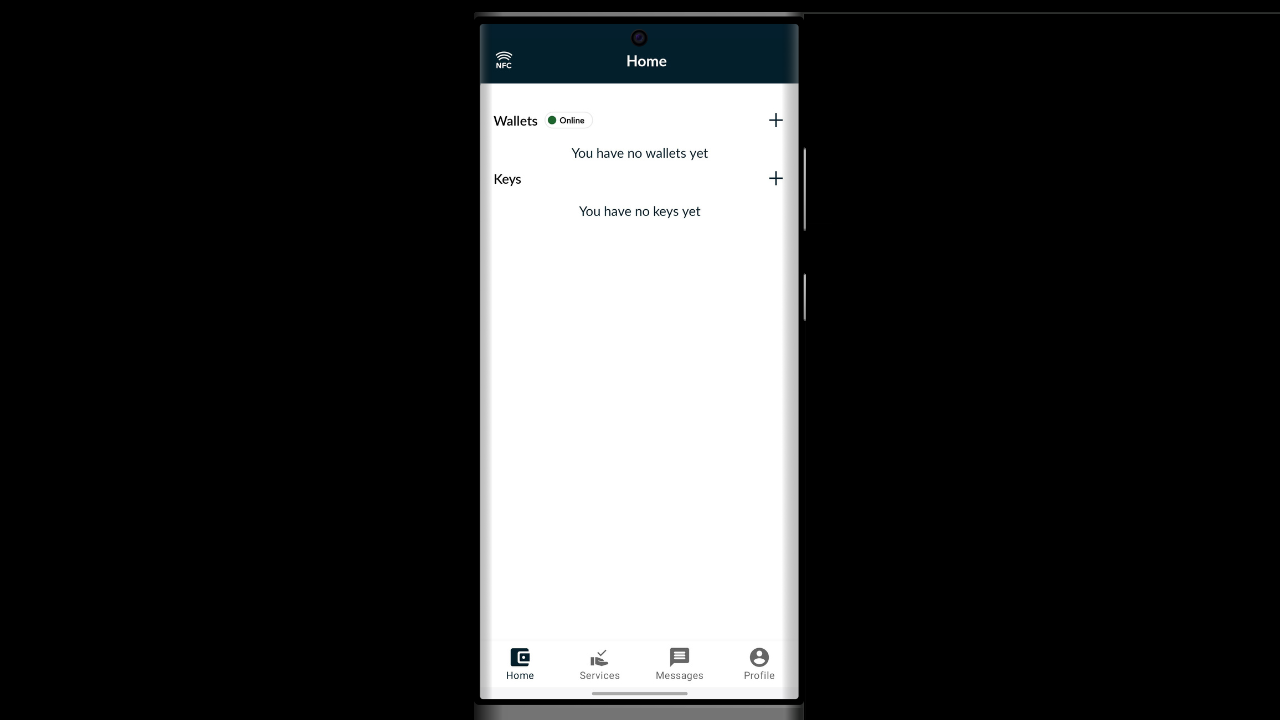 NFC
Home
Wallets
Online
You have no wallets yet
Keys
You have no keys yet
Home
Services
Messages
Profile